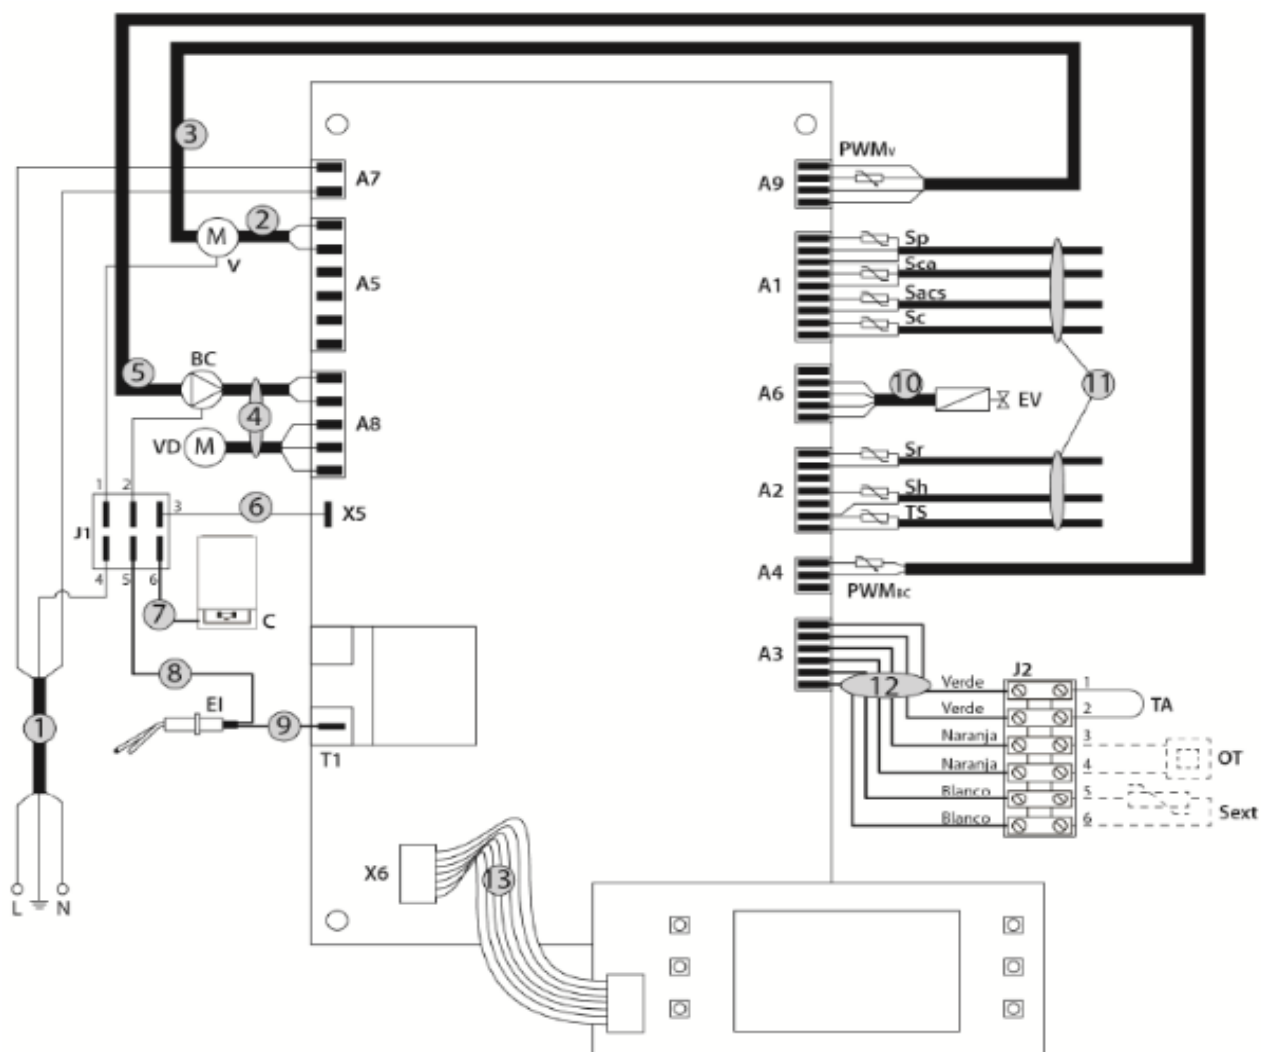 PWMV
3
A7
A9
2
M
V
Sp
Sca
Sacs
Sc
A5
A1
BC
5
4
A8
VD
M
10
EV
11
A6
Sr
Sh
TS
A2
1
2
3
6
X5
J1
4
5
6
A4
PWMBC
7
C
A3
12
J2
Verde
1
TA
Verde
2
8
EI
9
Naranja
3
OT
Naranja
4
T1
1
Blanco
5
Sext
Blanco
6
X6
13
L
N